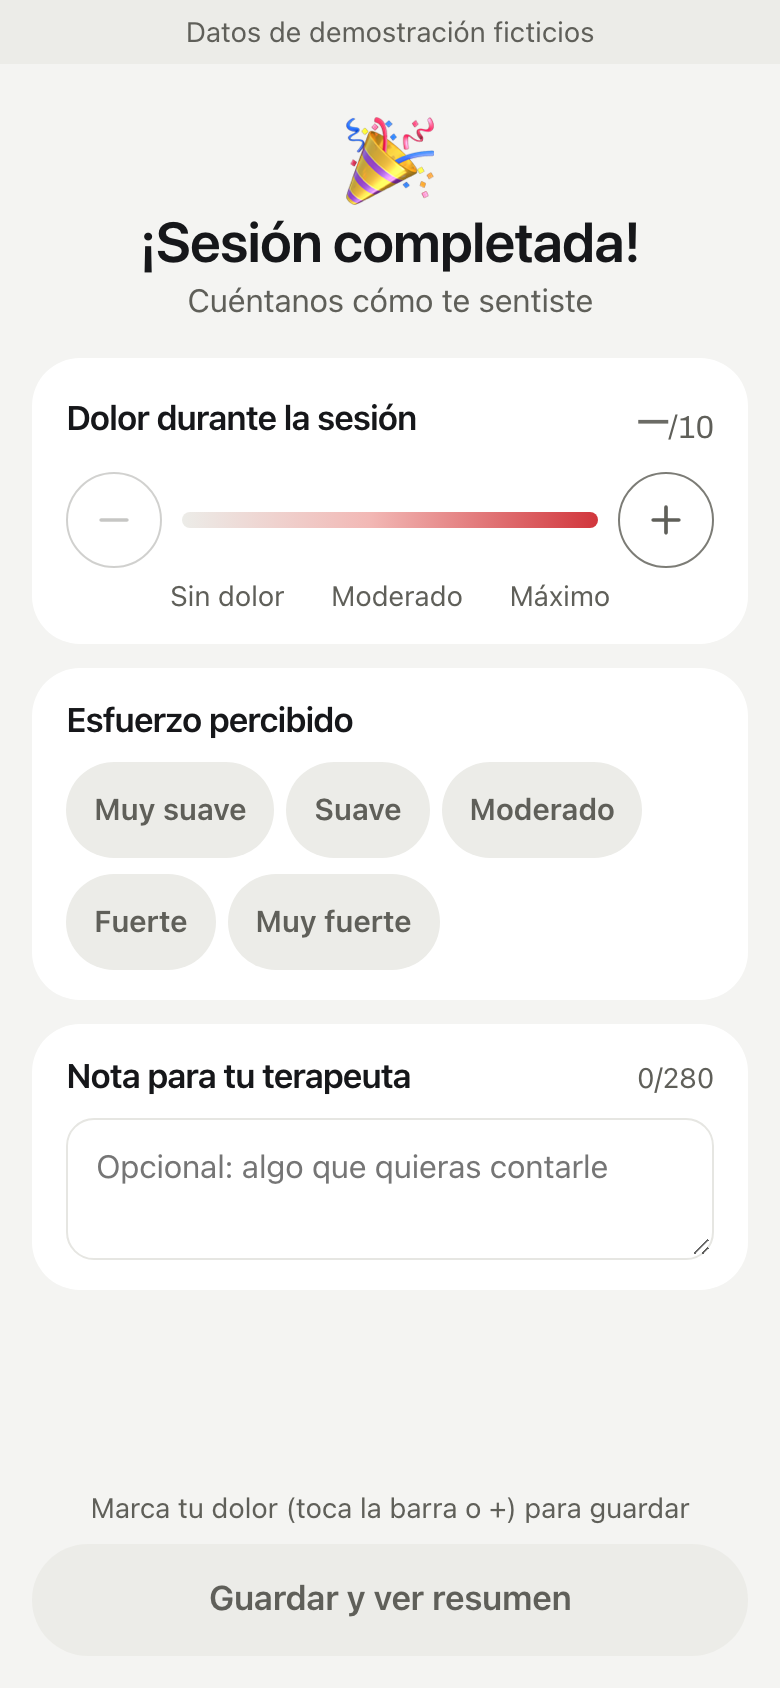 Datos de demostración ficticios
¡Sesión completada!
Cuéntanos cómo te sentiste
Dolor durante la sesión
—/10
Sin dolor Moderado Máximo
Esfuerzo percibido
Muy suave Suave Moderado
Fuerte Muy fuerte
Nota para tu terapeuta 0/280
Opcional: algo que quieras contarle
Marca tu dolor (toca la barra o +) para guardar
Guardar y ver resumen